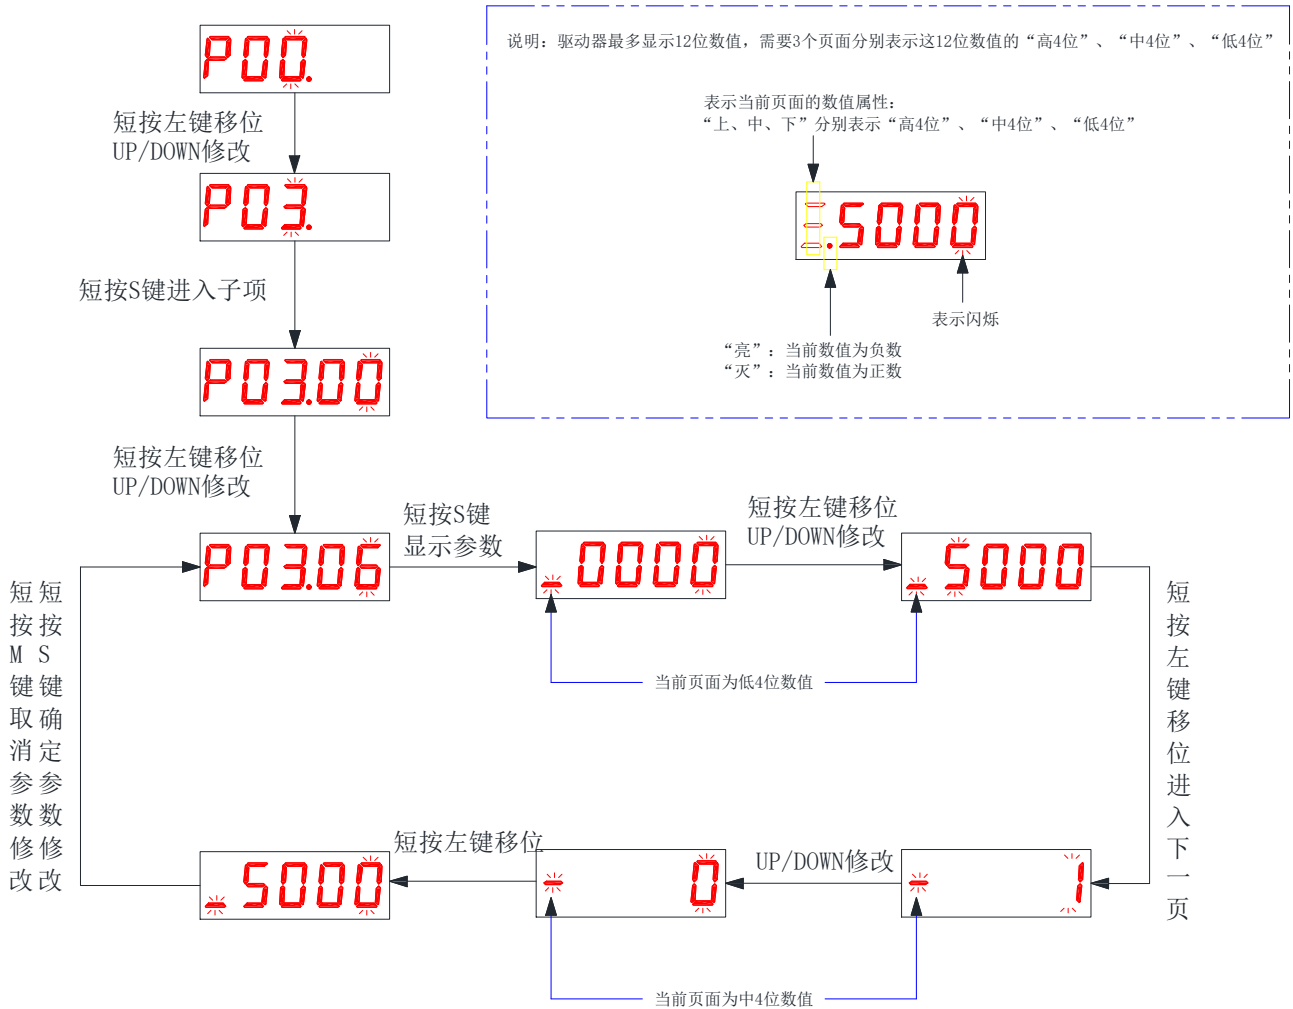 P00.
短按左键移位
UP/DOWN修改
P03.
短按S键进入子项
P03.00
短按左键移位
UP/DOWN修改
说明：驱动器最多显示12位数值，需要3个页面分别表示这12位数值的“高4位”、“中4位”、“低4位”
表示当前页面的数值属性：
“上、中、下”分别表示“高4位”、“中4位”、“低4位”
.5000
表示闪烁
“亮”：当前数值为负数
“灭”：当前数值为正数
P03.06
短按S键
显示参数
_0000
短按左键移位
UP/DOWN修改
_5000
当前页面为低4位数值
短按左键移位进入下一页
-1
UP/DOWN修改
-0
当前页面为中4位数值
短按左键移位
_5000
短按M键取消参数修改
短按S键确定参数修改